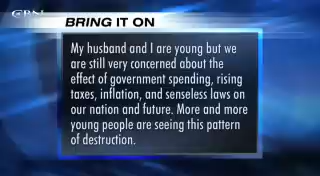 CBN
BRING IT ON
My husband and I are young but we
are still very concerned about the
effect of government spending, rising
taxes, inflation, and senseless laws on
our nation and future. More and more
young people are seeing this pattern
of destruction.